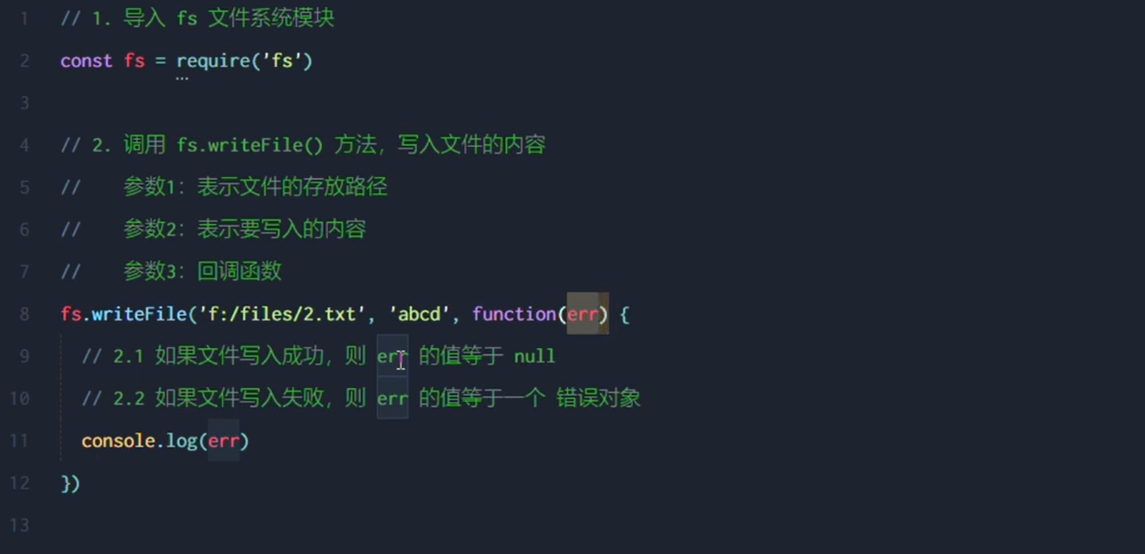 1 // 1. 导入 fs 文件系统模块
2 const fs = require('fs')
3
4 // 2. 调用 fs.writeFile() 方法，写入文件的内容
5 //    参数1：表示文件的存放路径
6 //    参数2：表示要写入的内容
7 //    参数3：回调函数
8 fs.writeFile('f:/files/2.txt', 'abcd', function(err) {
9   // 2.1 如果文件写入成功，则 err 的值等于 null
10   // 2.2 如果文件写入失败，则 err 的值等于一个 错误对象
11   console.log(err)
12 })
13